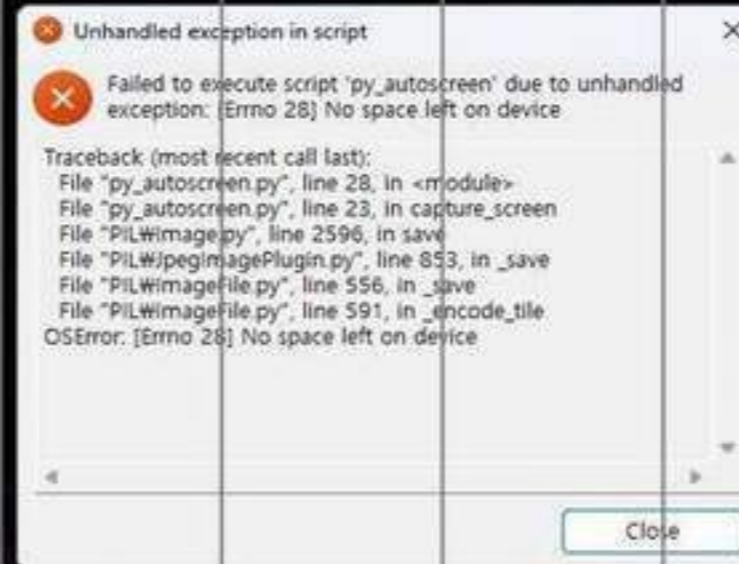 Unhandled exception in script
Failed to execute script 'py_autoscreen' due to unhandled
exception: [Errno 28] No space left on device
Traceback (most recent call last):
File "py_autoscreen.py", line 28, in <module>
File "py_autoscreen.py", line 23, in capture_screen
File "PIL₩Image.py", line 2596, in save
File "PIL₩JpegImagePlugin.py", line 853, in _save
File "PIL₩ImageFile.py", line 556, in _save
File "PIL₩ImageFile.py", line 591, in _encode_tile
OSError: [Errno 28] No space left on device
Close